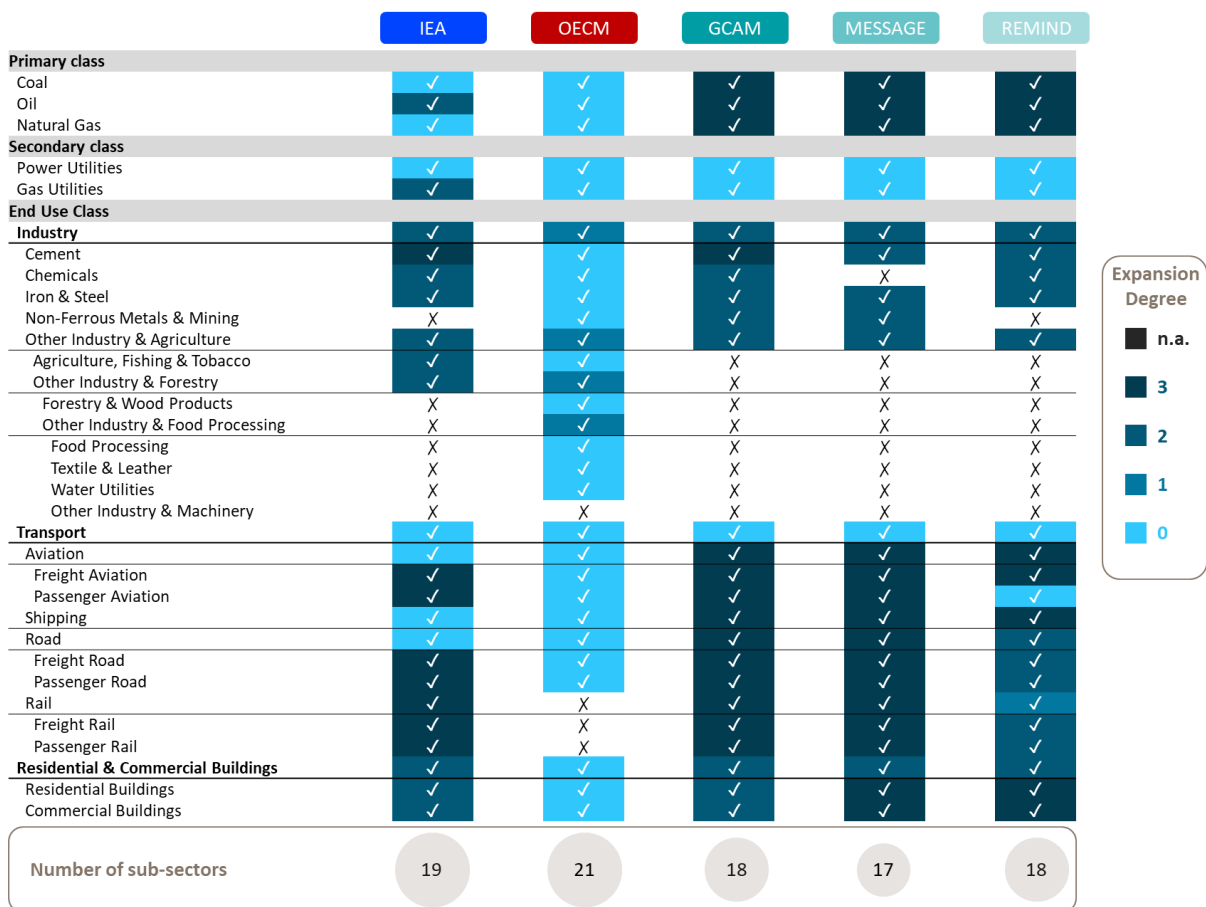 IEA OECM GCAM MESSAGE REMIND
Primary class
Coal ✓ ✓ ✓ ✓ ✓
Oil ✓ ✓ ✓ ✓ ✓
Natural Gas ✓ ✓ ✓ ✓ ✓
Secondary class
Power Utilities ✓ ✓ ✓ ✓ ✓
Gas Utilities ✓ ✓ ✓ ✓ ✓
End Use Class
Industry ✓ ✓ ✓ ✓ ✓
Cement ✓ ✓ ✓ ✓ ✓
Chemicals ✓ ✓ ✓ ✗ ✓
Iron & Steel ✓ ✓ ✓ ✓ ✓
Non-Ferrous Metals & Mining ✗ ✓ ✓ ✓ ✗
Other Industry & Agriculture ✓ ✓ ✓ ✓ ✓
Agriculture, Fishing & Tobacco ✓ ✓ ✗ ✗ ✗
Other Industry & Forestry ✓ ✓ ✗ ✗ ✗
Forestry & Wood Products ✗ ✓ ✗ ✗ ✗
Other Industry & Food Processing ✗ ✓ ✗ ✗ ✗
Food Processing ✗ ✓ ✗ ✗ ✗
Textile & Leather ✗ ✓ ✗ ✗ ✗
Water Utilities ✗ ✓ ✗ ✗ ✗
Other Industry & Machinery ✗ ✗ ✗ ✗ ✗
Transport ✓ ✓ ✓ ✓ ✓
Aviation ✓ ✓ ✓ ✓ ✓
Freight Aviation ✓ ✓ ✓ ✓ ✓
Passenger Aviation ✓ ✓ ✓ ✓ ✓
Shipping ✓ ✓ ✓ ✓ ✓
Road ✓ ✓ ✓ ✓ ✓
Freight Road ✓ ✓ ✓ ✓ ✓
Passenger Road ✓ ✓ ✓ ✓ ✓
Rail ✓ ✗ ✓ ✓ ✓
Freight Rail ✓ ✗ ✓ ✓ ✓
Passenger Rail ✓ ✗ ✓ ✓ ✓
Residential & Commercial Buildings ✓ ✓ ✓ ✓ ✓
Residential Buildings ✓ ✓ ✓ ✓ ✓
Commercial Buildings ✓ ✓ ✓ ✓ ✓
Number of sub-sectors 19 21 18 17 18
Expansion
Degree
n.a.
3
2
1
0